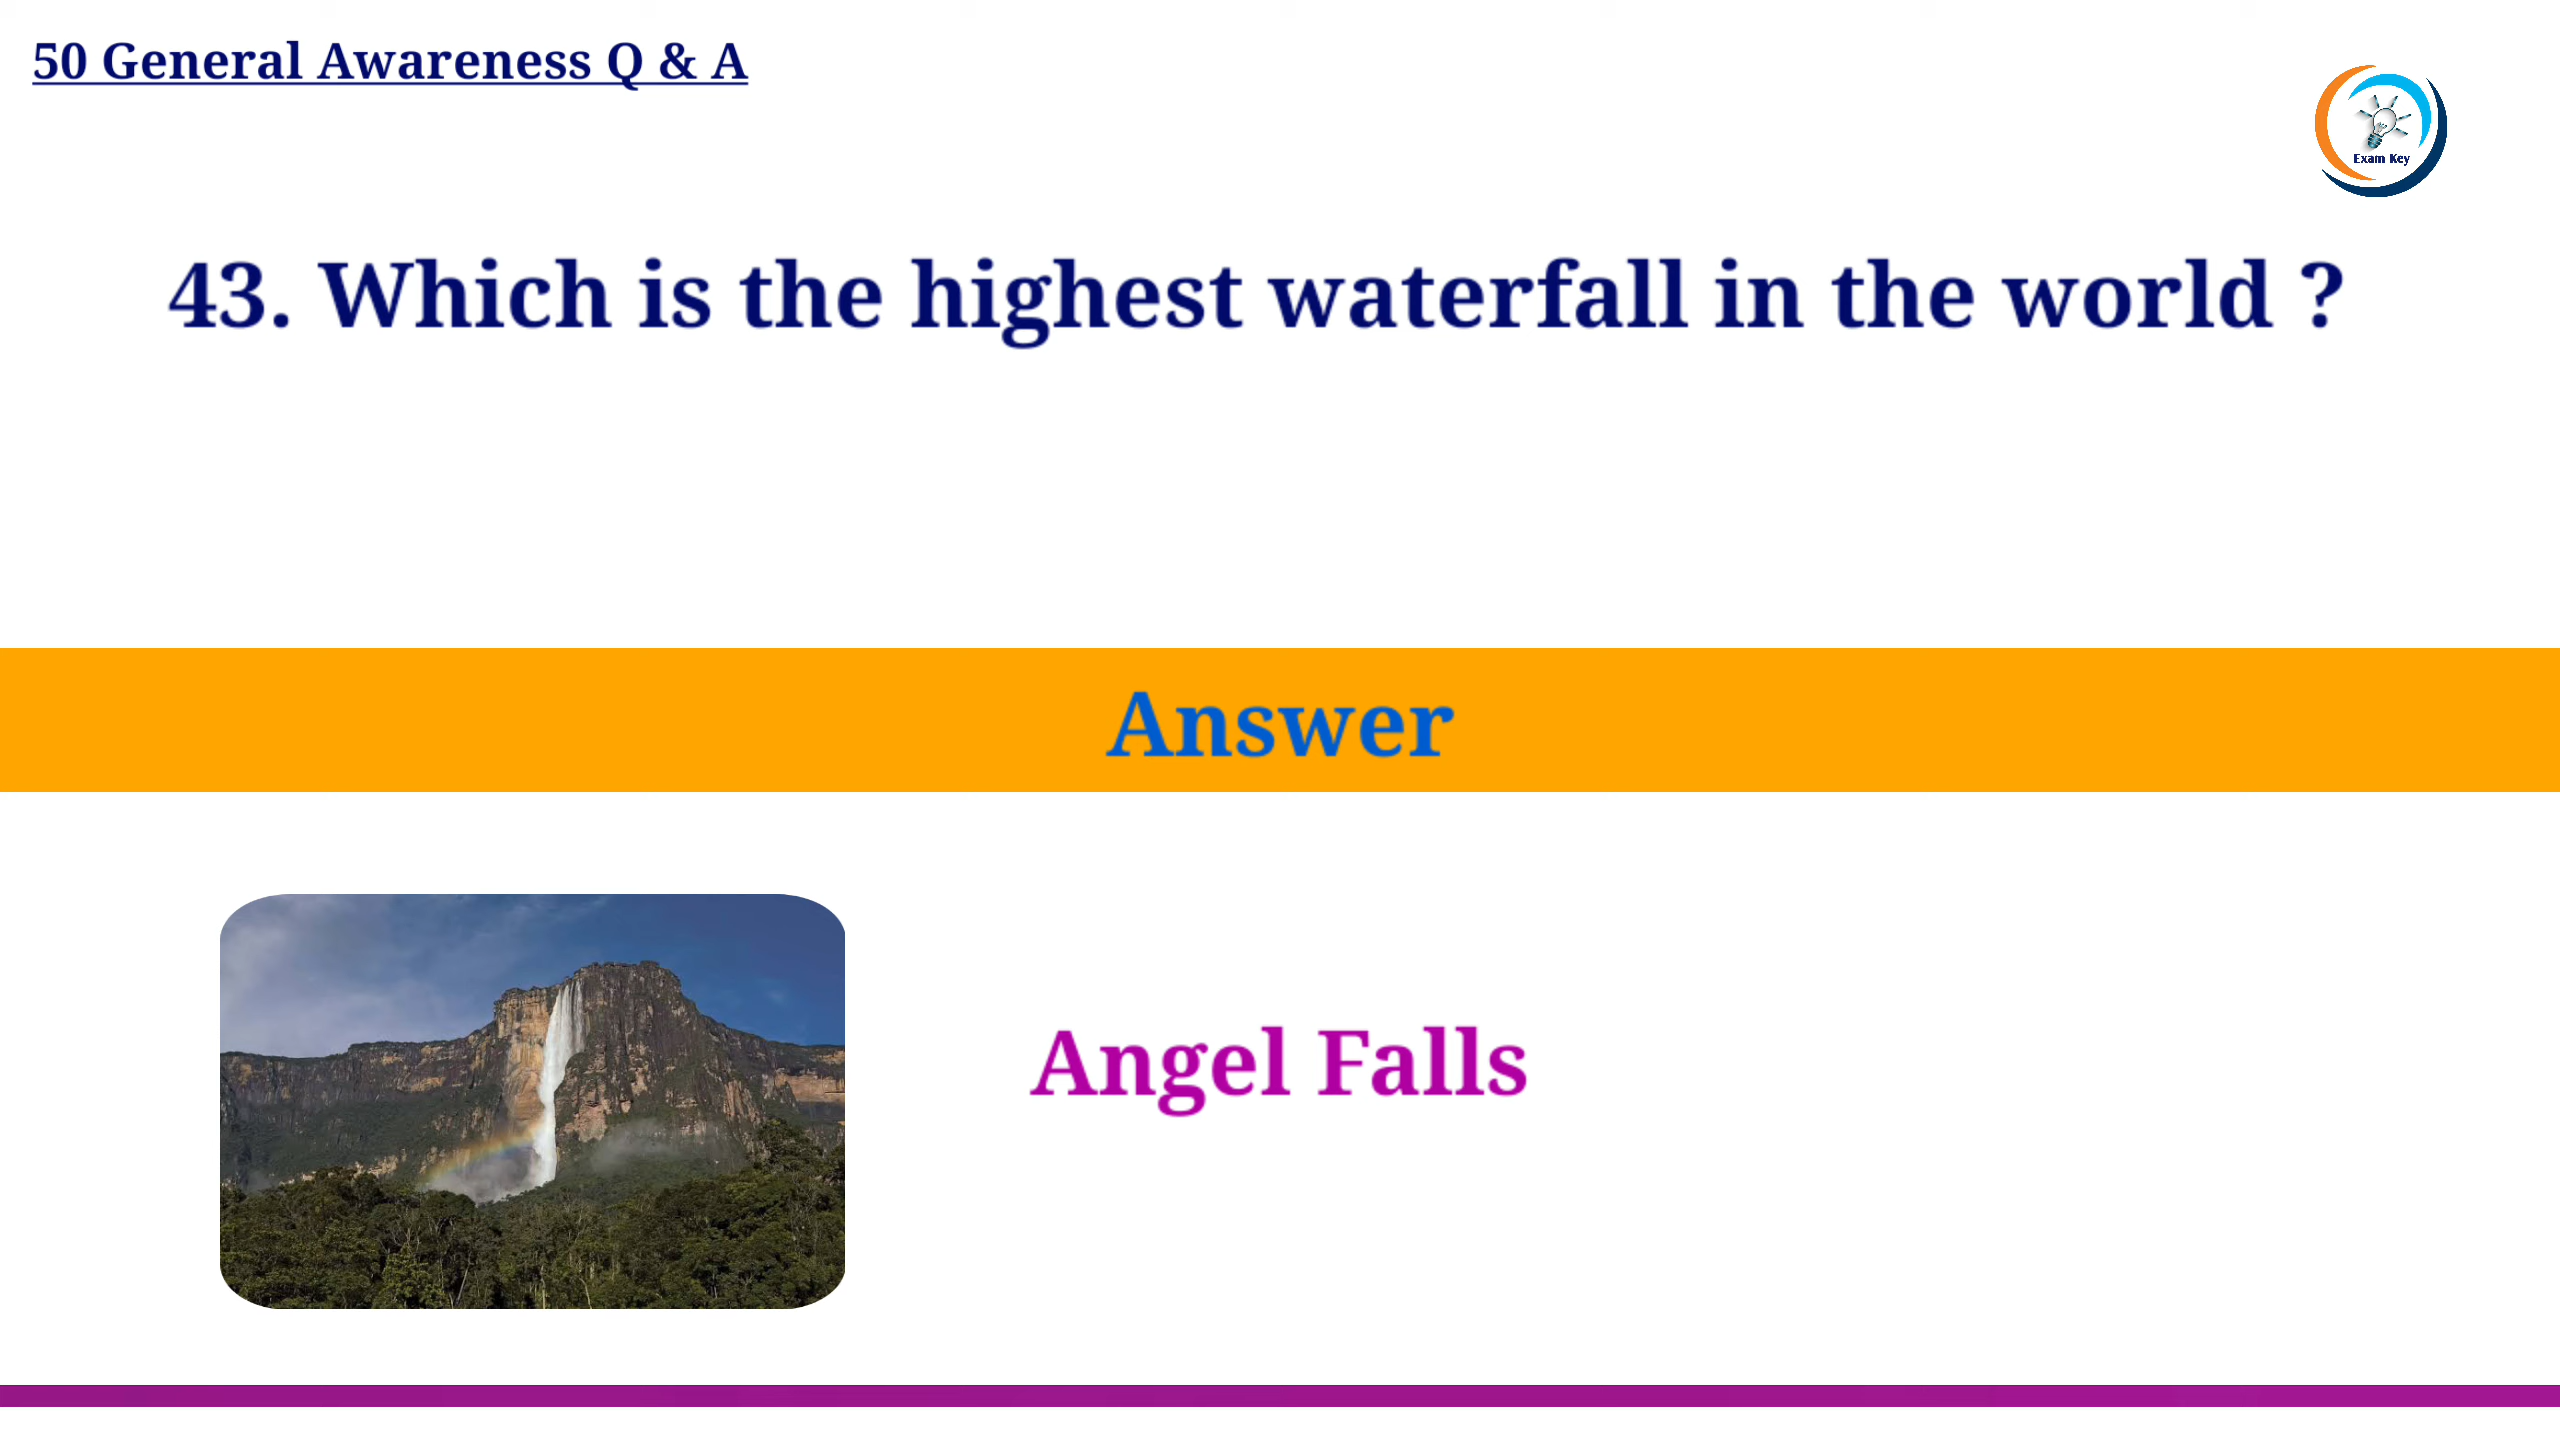 50 General Awareness Q & A
Exam Key
43. Which is the highest waterfall in the world ?
Answer
Angel Falls